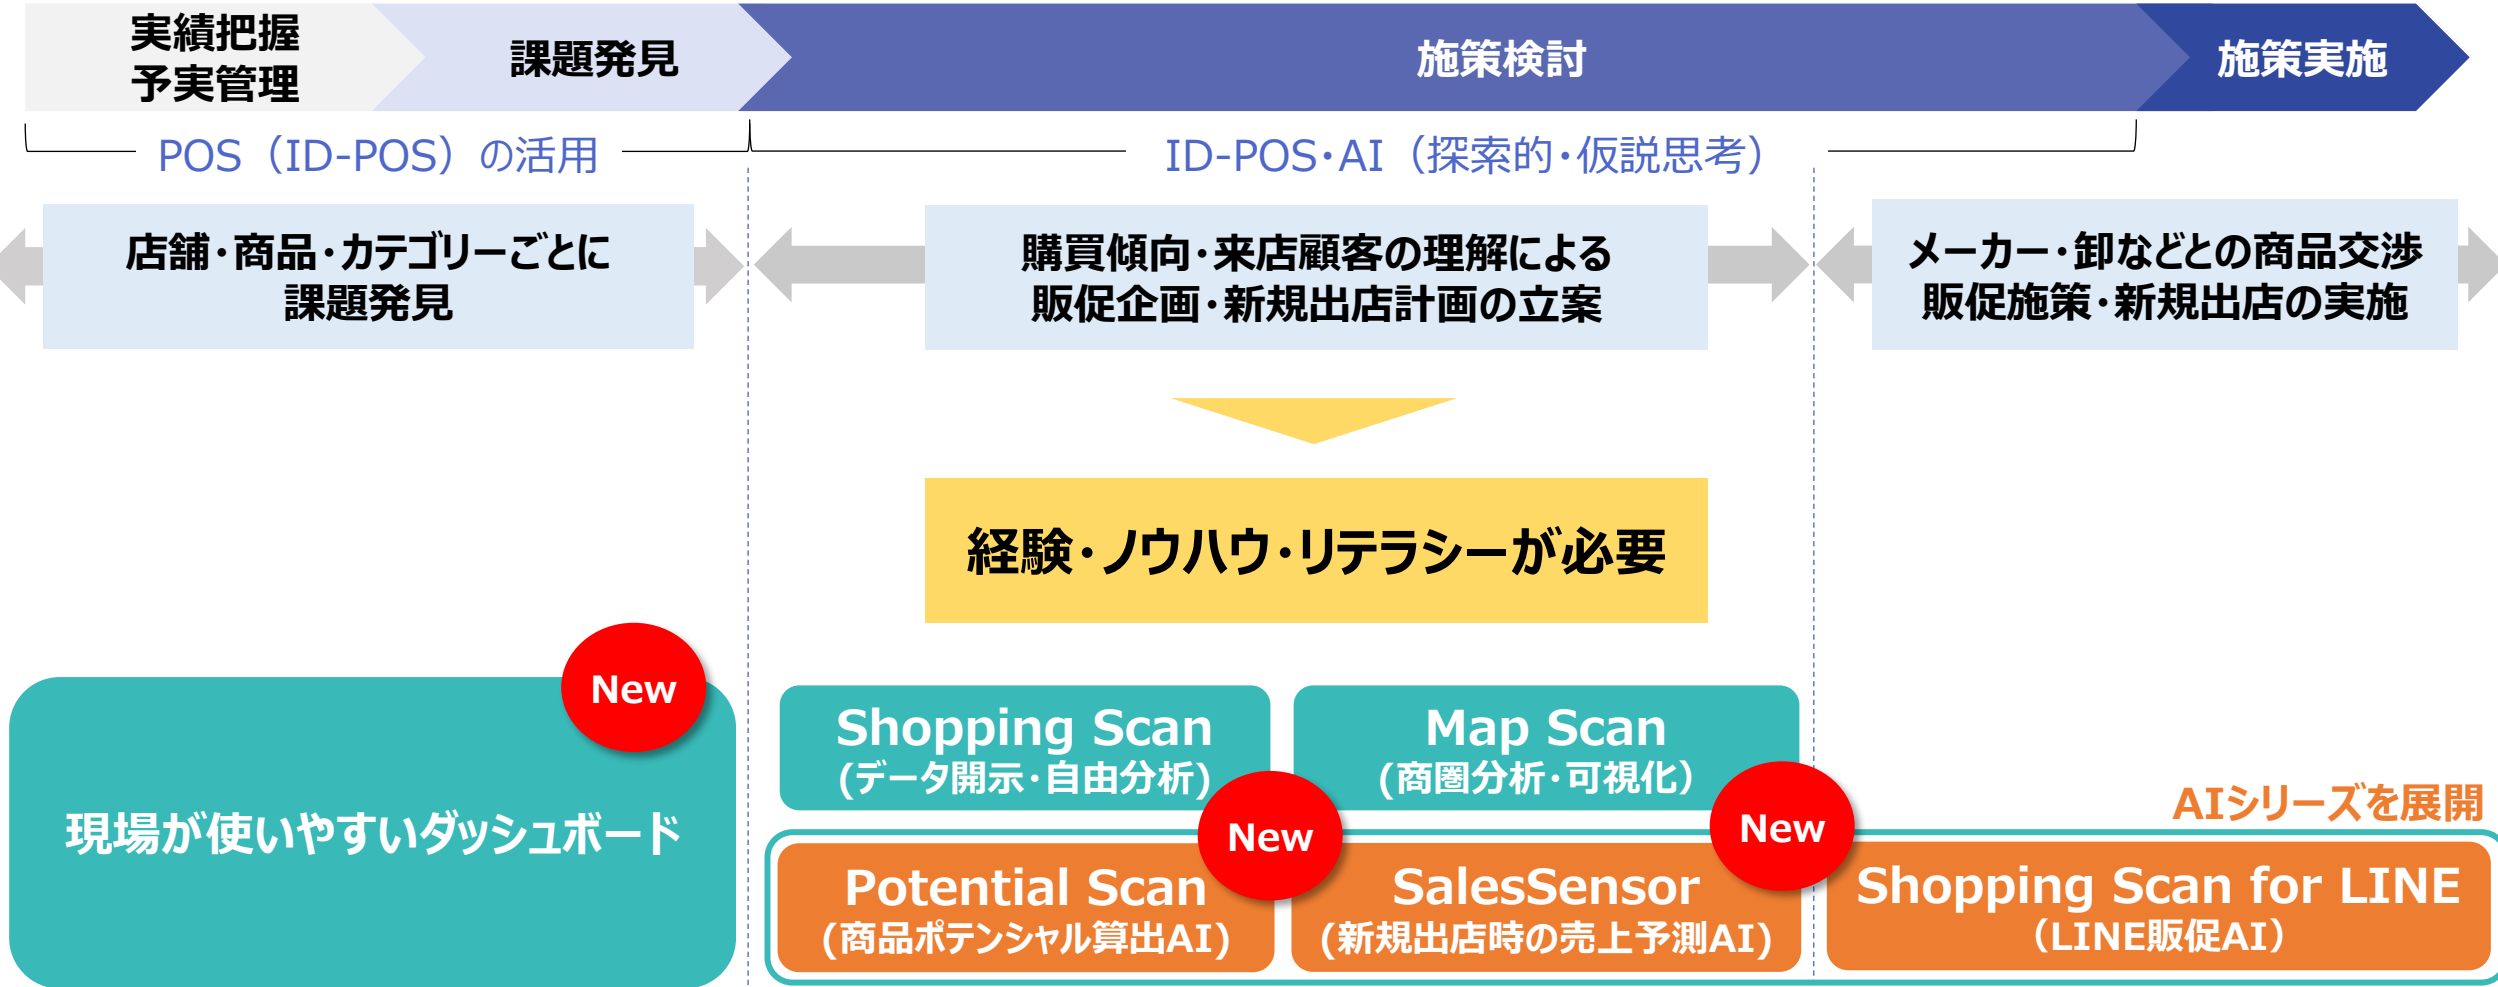 実績把握
予実管理
課題発見
施策検討
施策実施
POS（ID-POS）の活用
ID-POS・AI（探索的・仮説思考）
店舗・商品・カテゴリーごとに
課題発見
購買傾向・来店顧客の理解による
販促企画・新規出店計画の立案
メーカー・卸などとの商品交渉
販促施策・新規出店の実施
経験・ノウハウ・リテラシーが必要
New
現場が使いやすいダッシュボード
Shopping Scan
(データ開示・自由分析)
Map Scan
(商圏分析・可視化）
AIシリーズを展開
New
New
Potential Scan
(商品ポテンシャル算出AI)
SalesSensor
(新規出店時の売上予測AI)
Shopping Scan for LINE
（LINE販促AI）